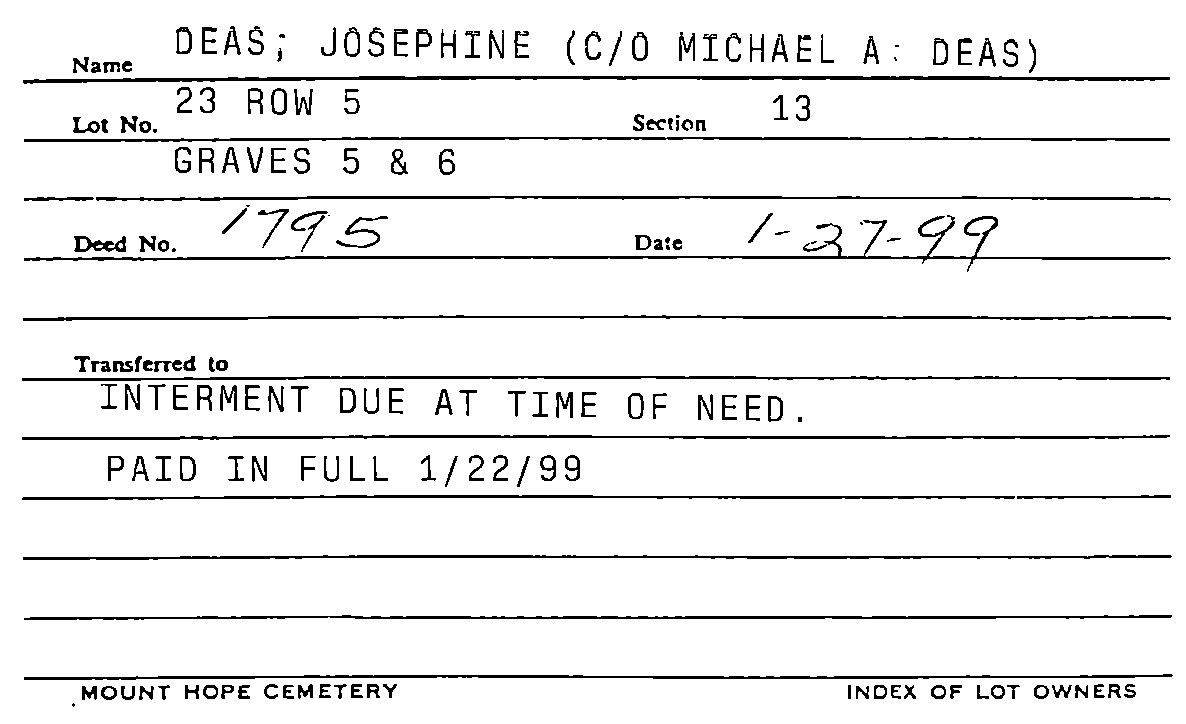 Name DEAS; JOSEPHINE (C/O MICHAEL A. DEAS)
Lot No. 23 ROW 5 Section 13
GRAVES 5 & 6
Deed No. 1795 Date 1-27-99
Transferred to
INTERMENT DUE AT TIME OF NEED.
PAID IN FULL 1/22/99
MOUNT HOPE CEMETERY INDEX OF LOT OWNERS